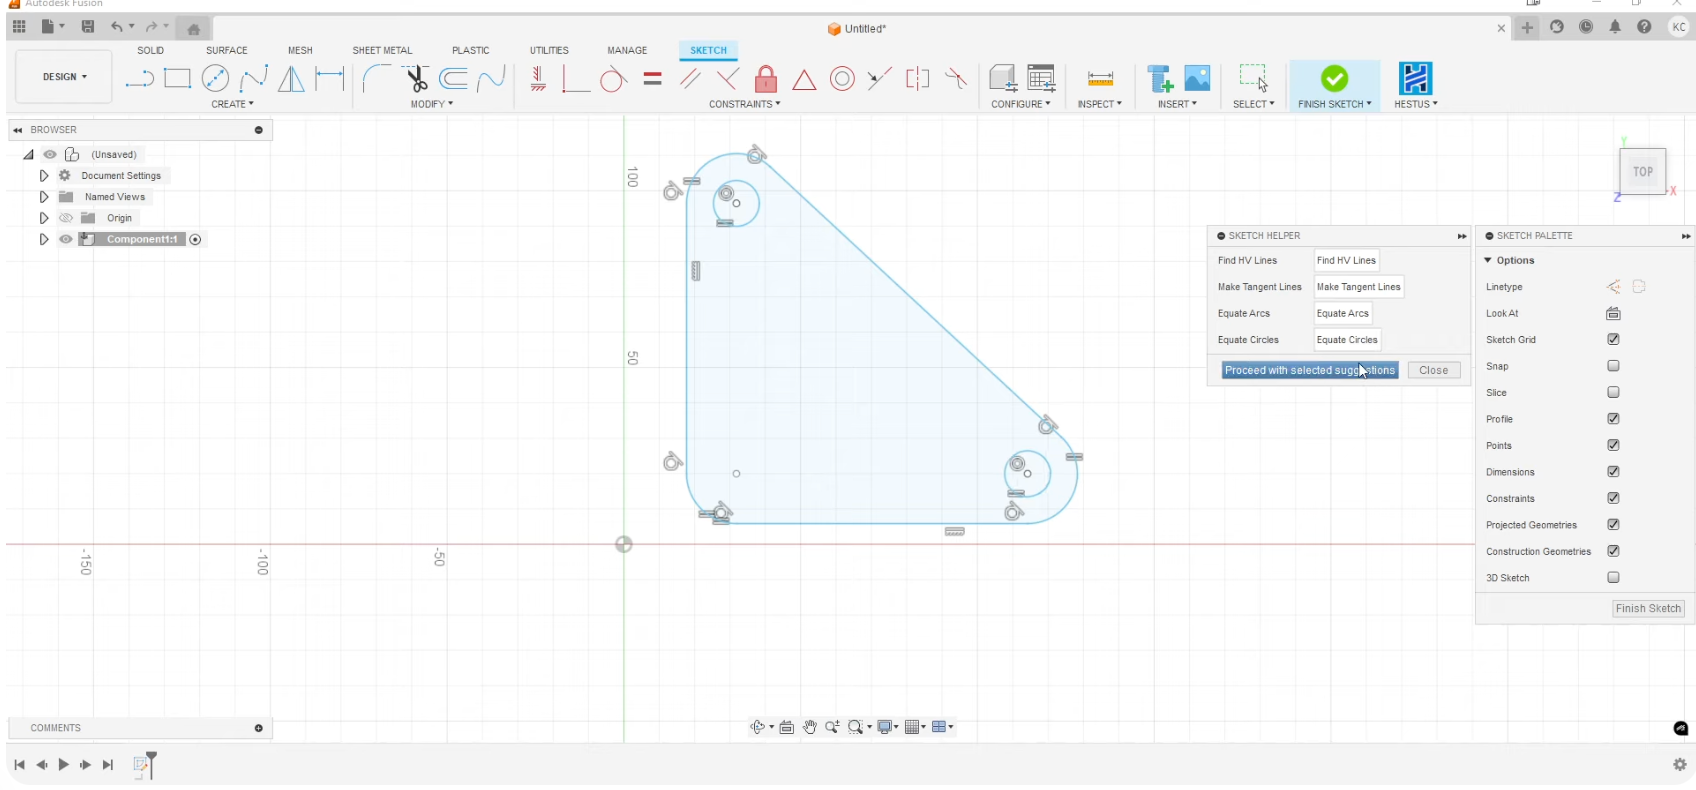 Autodesk Fusion
Untitled*
KC
SOLID SURFACE MESH SHEET METAL PLASTIC UTILITIES MANAGE SKETCH
DESIGN
CREATE MODIFY CONSTRAINTS CONFIGURE INSPECT INSERT SELECT FINISH SKETCH HESTUS
BROWSER
(Unsaved)
Document Settings
Named Views
Origin
Component1:1
100
50
-150
-100
-50
Y
TOP
X
Z
SKETCH HELPER
Find HV Lines Find HV Lines
Make Tangent Lines Make Tangent Lines
Equate Arcs Equate Arcs
Equate Circles Equate Circles
Proceed with selected suggestions Close
SKETCH PALETTE
Options
Linetype
Look At
Sketch Grid
Snap
Slice
Profile
Points
Dimensions
Constraints
Projected Geometries
Construction Geometries
3D Sketch
Finish Sketch
COMMENTS